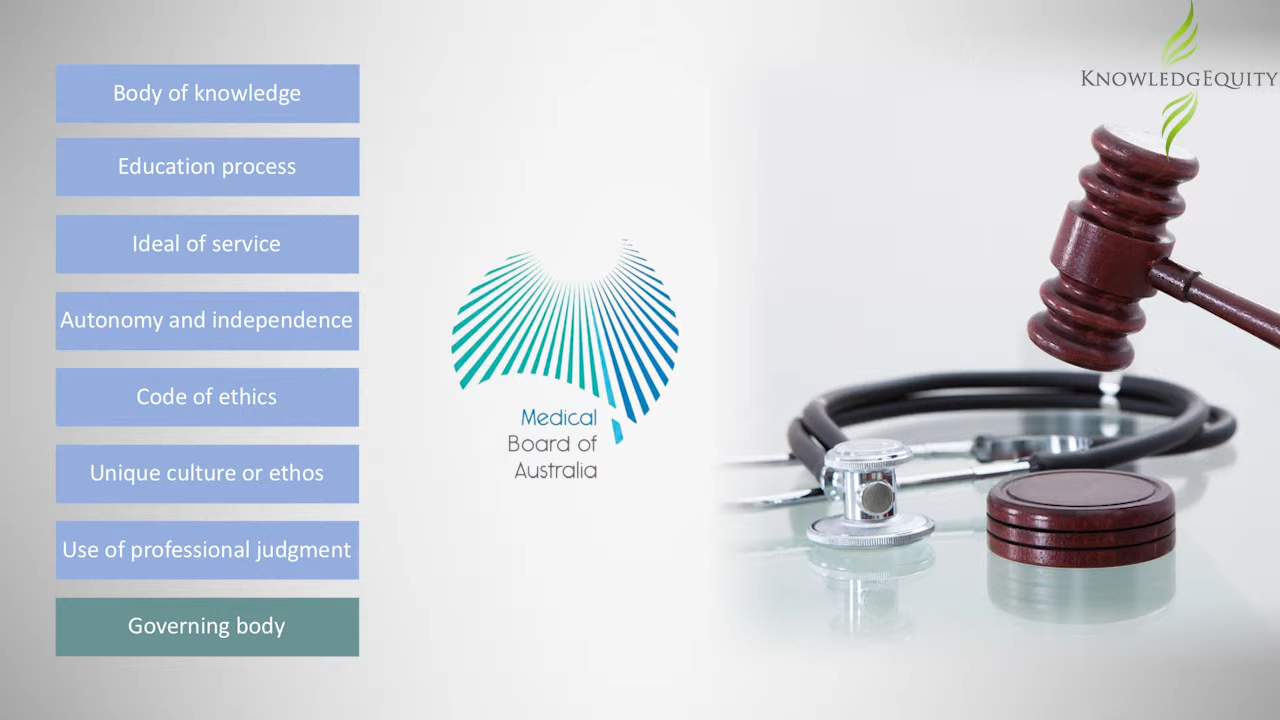 KNOWLEDGEQUITY
Body of knowledge
Education process
Ideal of service
Autonomy and independence
Code of ethics
Unique culture or ethos
Use of professional judgment
Governing body
Medical
Board of
Australia